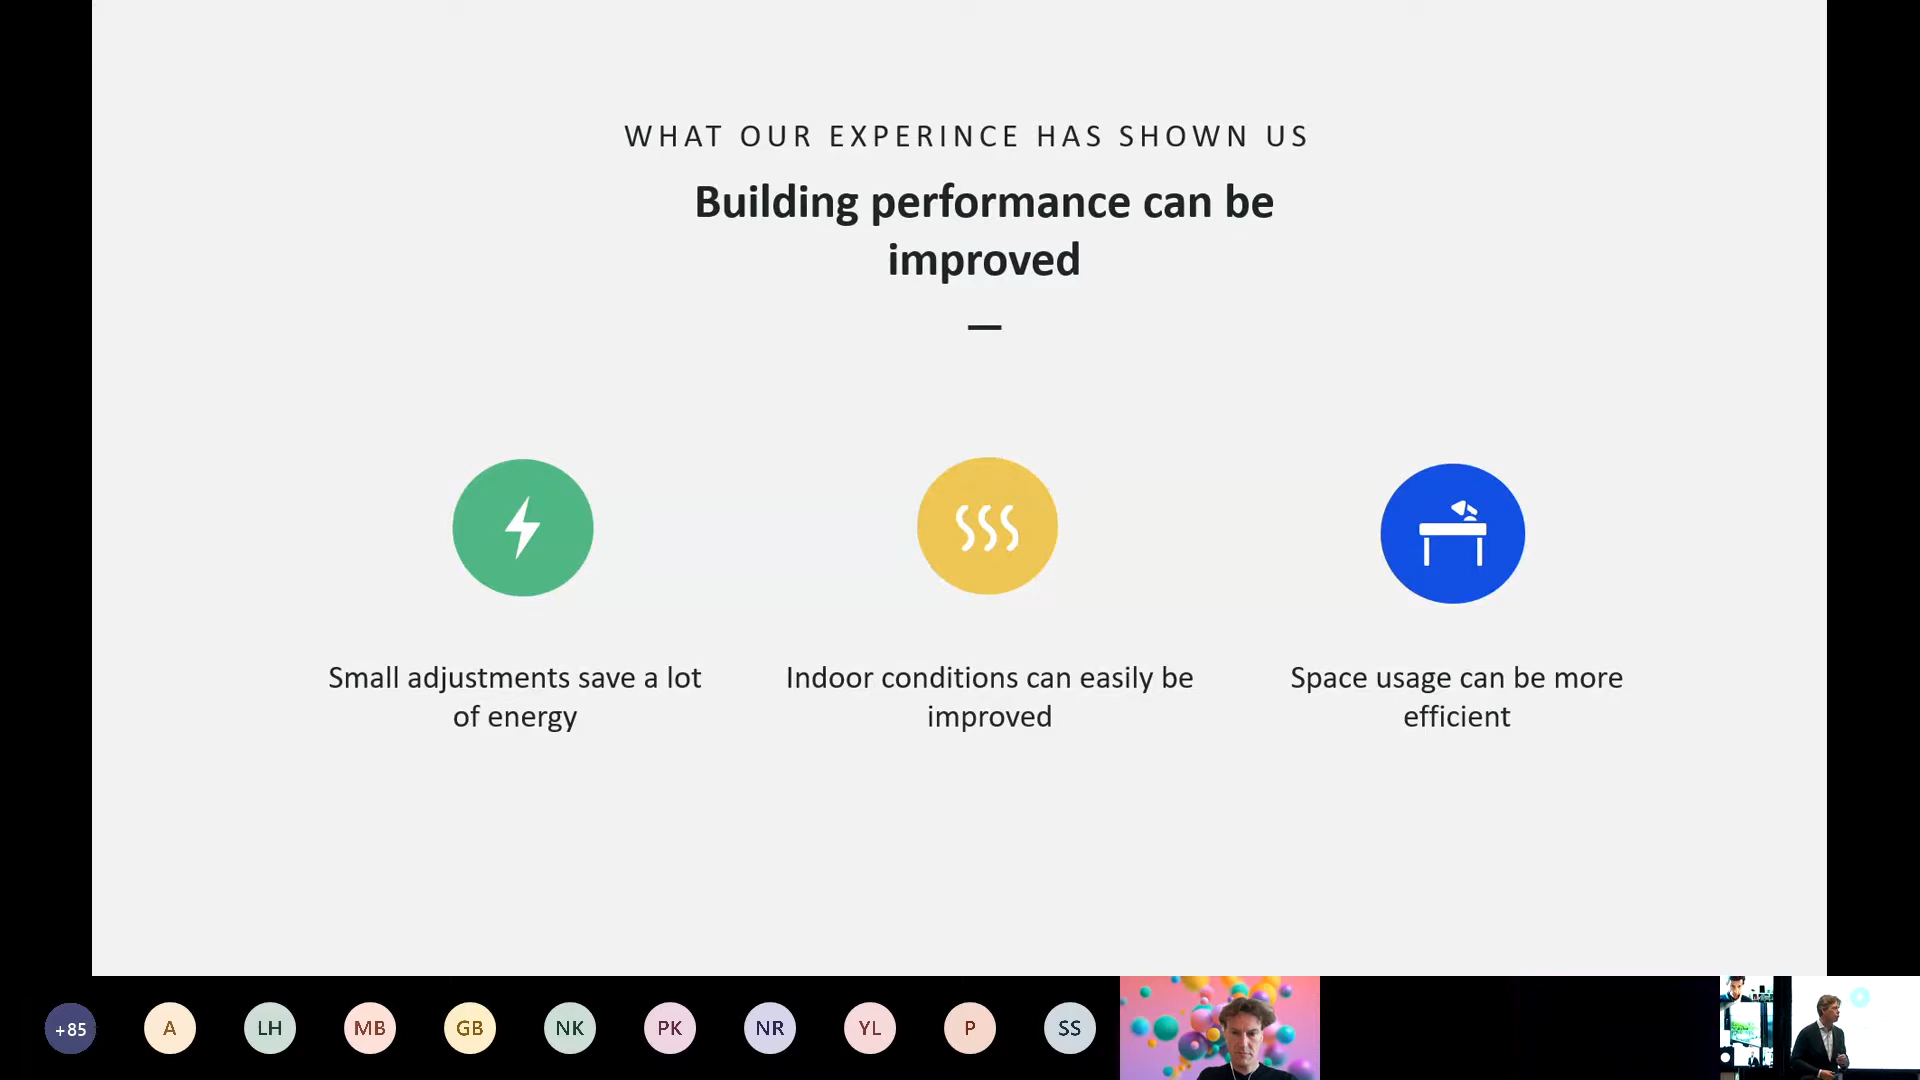 WHAT OUR EXPERINCE HAS SHOWN US
Building performance can be
improved
Small adjustments save a lot
of energy
Indoor conditions can easily be
improved
Space usage can be more
efficient
+85
A
LH
MB
GB
NK
PK
NR
YL
P
SS